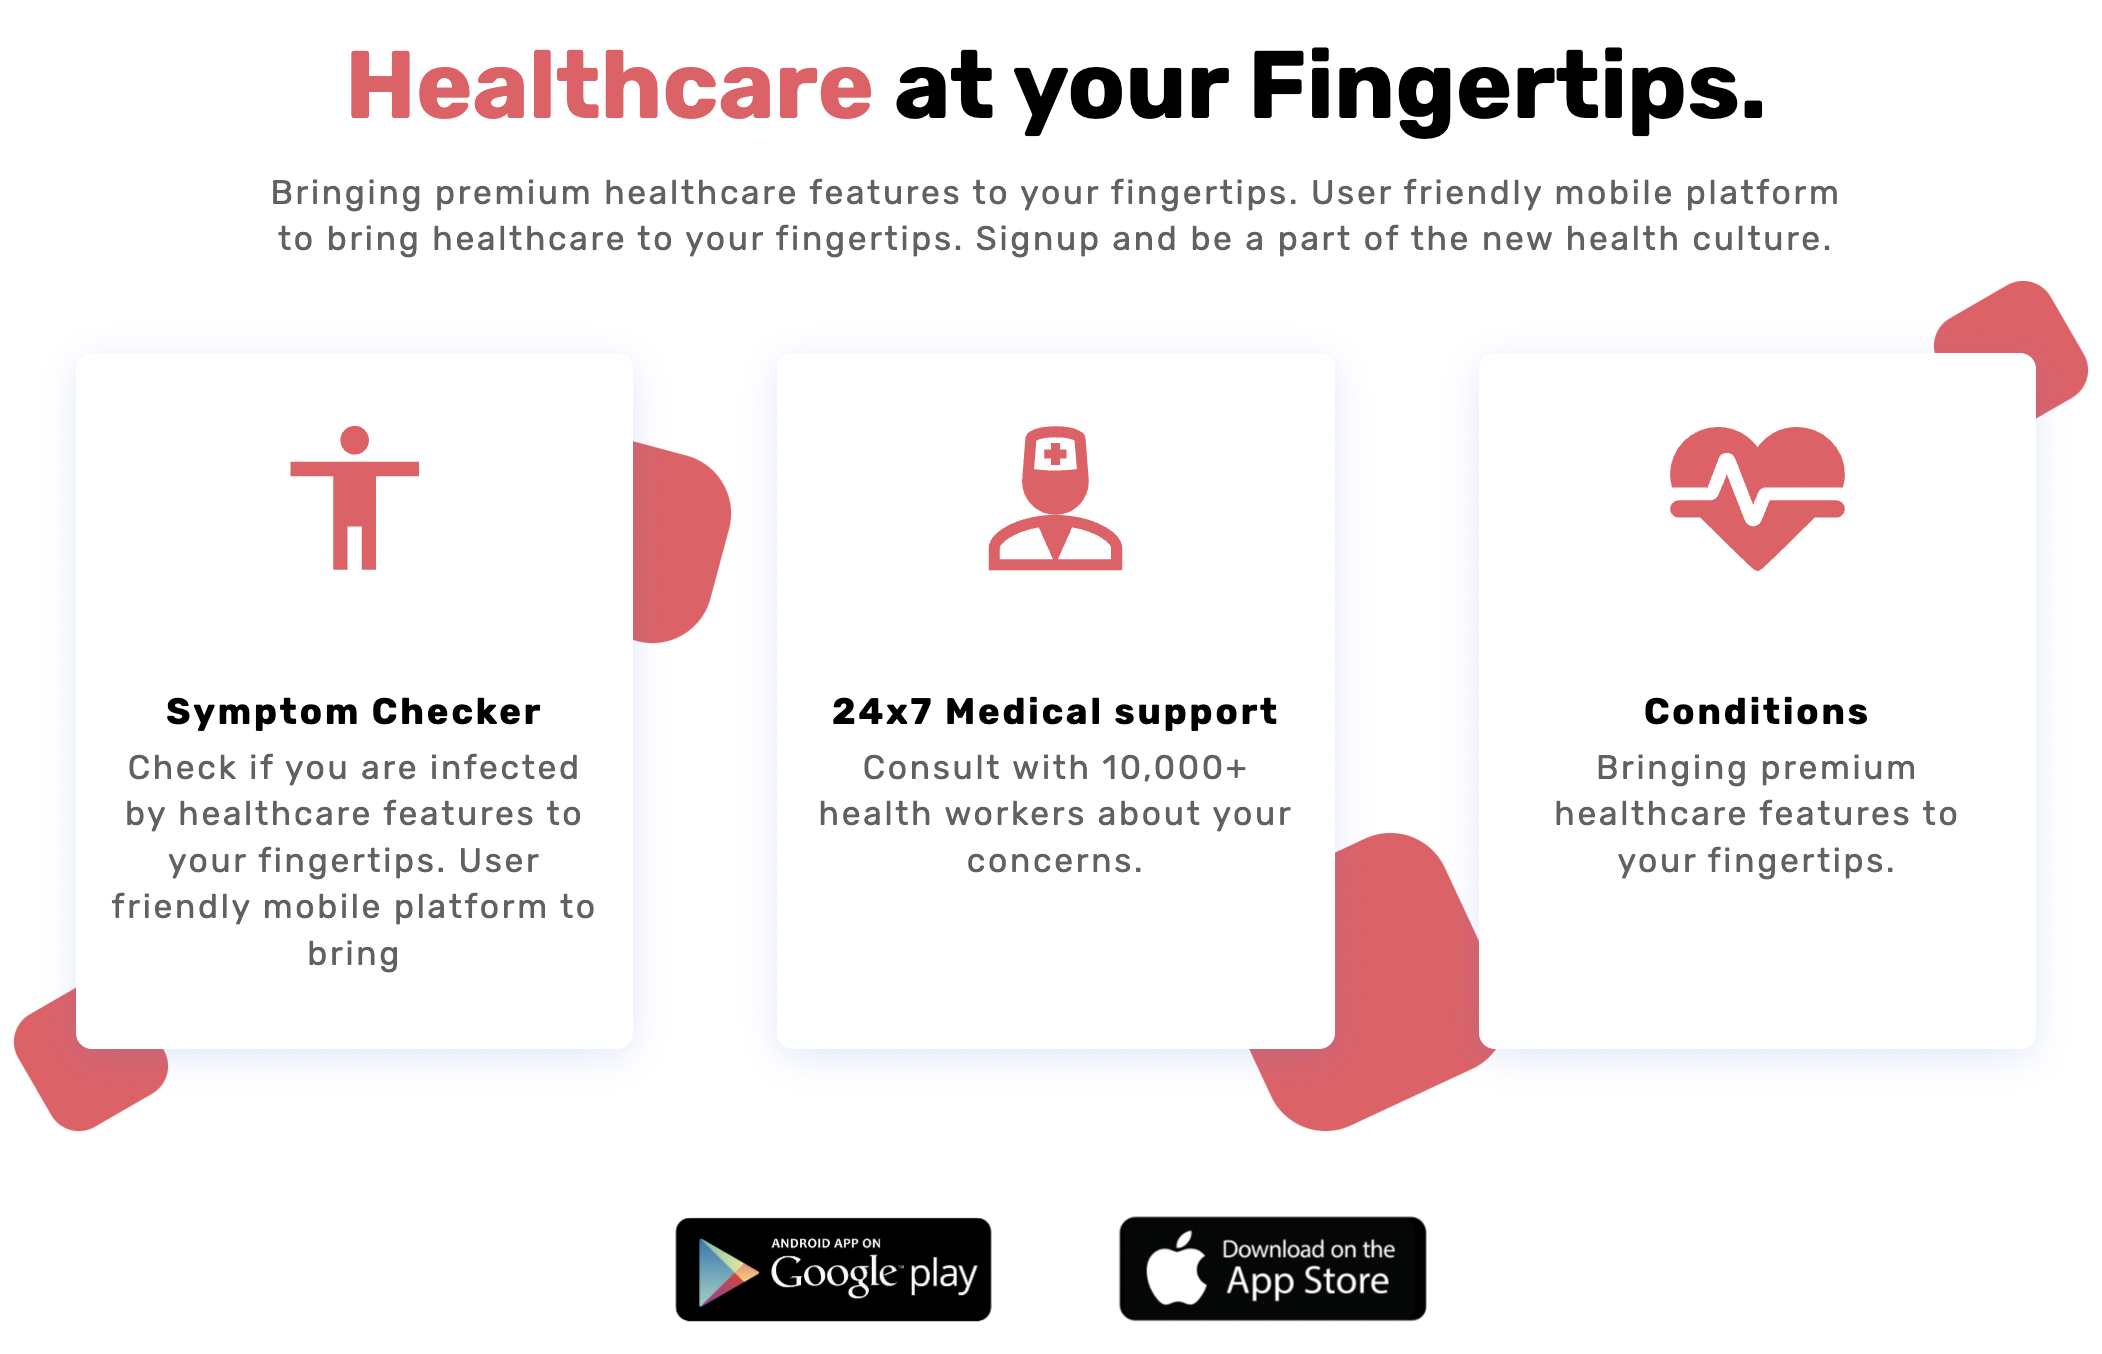 Healthcare at your Fingertips.
Bringing premium healthcare features to your fingertips. User friendly mobile platform
to bring healthcare to your fingertips. Signup and be a part of the new health culture.
Symptom Checker
Check if you are infected
by healthcare features to
your fingertips. User
friendly mobile platform to
bring
24x7 Medical support
Consult with 10,000+
health workers about your
concerns.
Conditions
Bringing premium
healthcare features to
your fingertips.
ANDROID APP ON
Google™ play
Download on the
App Store